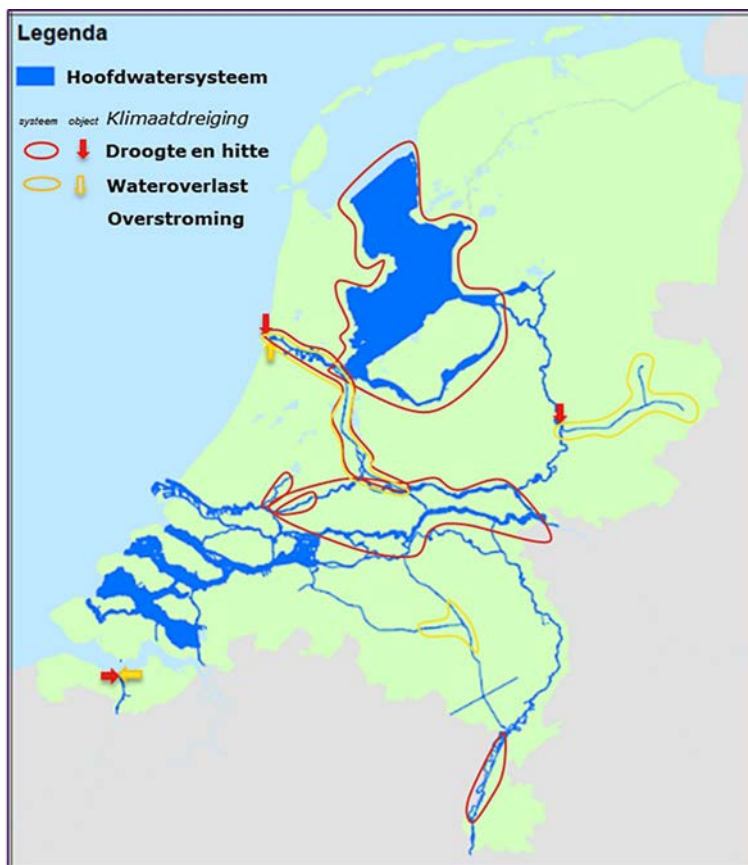 Legenda
Hoofdwatersysteem
systeem object Klimaatdreiging
Droogte en hitte
Wateroverlast
Overstroming